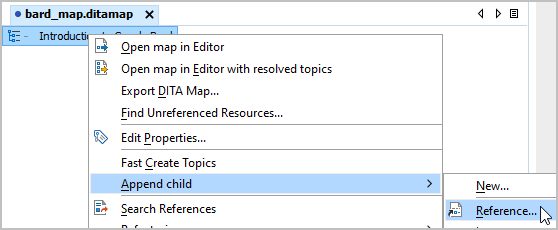 bard_map.ditamap
Introduction
Open map in Editor
Open map in Editor with resolved topics
Export DITA Map...
Find Unreferenced Resources...
Edit Properties...
Fast Create Topics
Append child
New...
Search References
Reference...